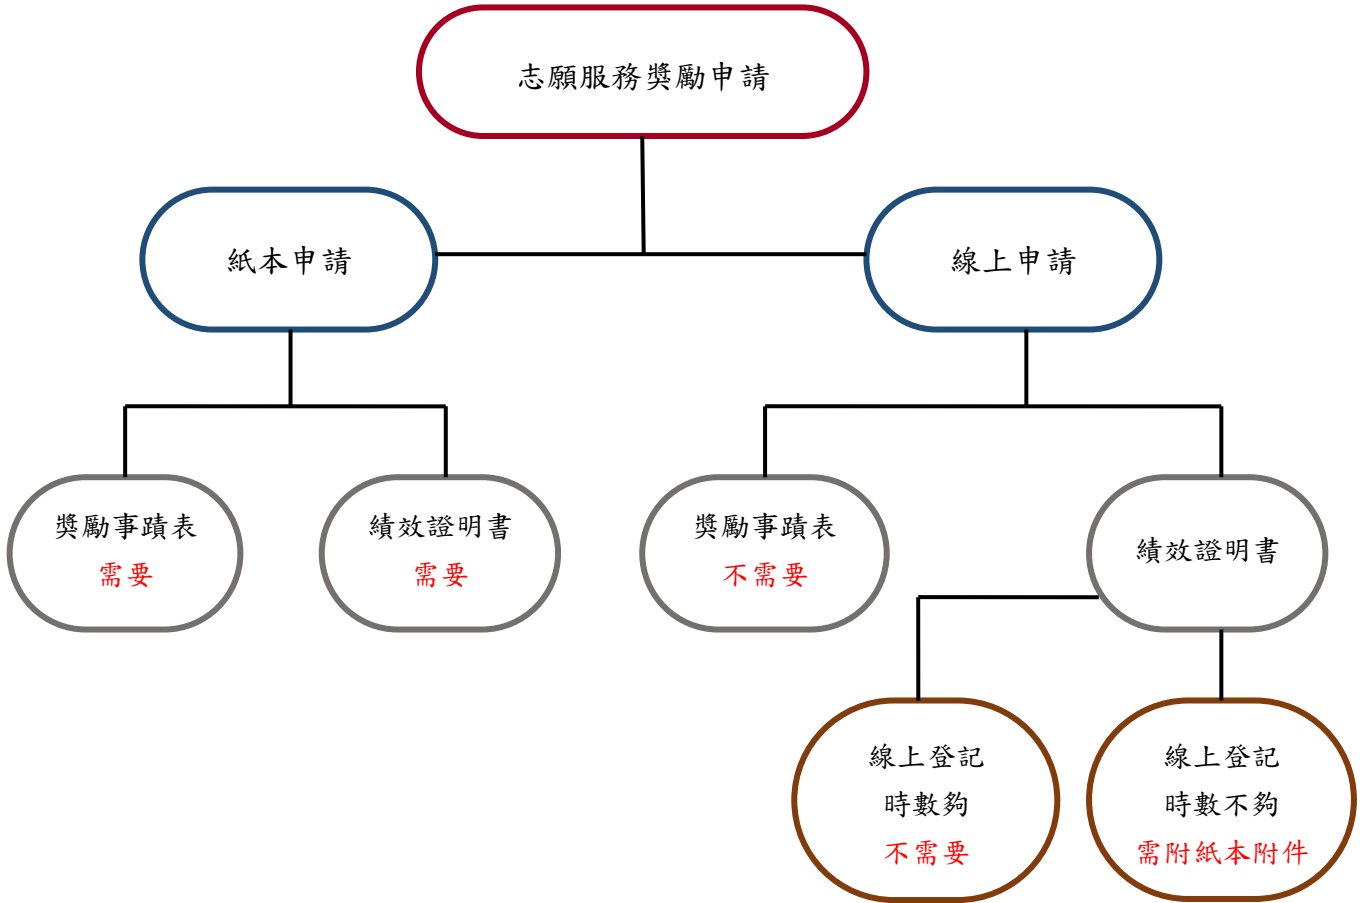 志願服務獎勵申請
紙本申請
線上申請
獎勵事蹟表
需要
績效證明書
需要
獎勵事蹟表
不需要
績效證明書
線上登記
時數夠
不需要
線上登記
時數不夠
需附紙本附件